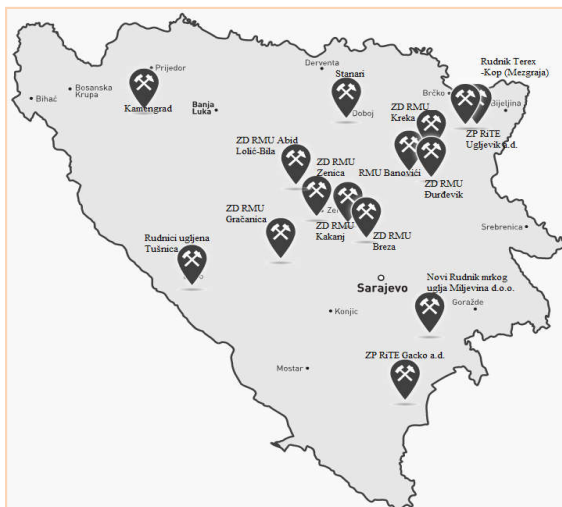 Rudnik Terex
-Kop (Mezgraja)
Derventa
Prijedor
Stanari
Bosanska
Krupa
Brčko
Bihać
Kamengrad
Banja
Luka
Doboj
Bijeljina
ZD RMU
Kreka
ZP RiTE
Ugljevik a.d.
ZD RMU Abid
Lolić-Bila
ZD RMU
Zenica
RMU Banovići
ZD RMU
Đurđevik
ZD RMU
Gračanica
ZD RMU
Kakanj
ZD RMU
Breza
Srebrenica
Rudnici ugljena
Tušnica
Sarajevo
Novi Rudnik mrkog
uglja Miljevina d.o.o.
Goražde
Konjic
ZP RiTE Gacko a.d.
Mostar